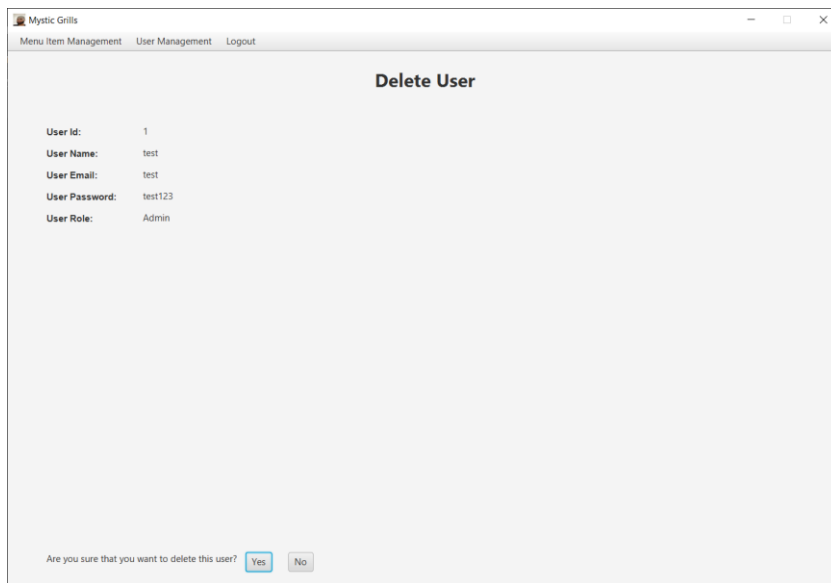 Mystic Grills
Menu Item Management User Management Logout
Delete User
User Id: 1
User Name: test
User Email: test
User Password: test123
User Role: Admin
Are you sure that you want to delete this user? Yes No